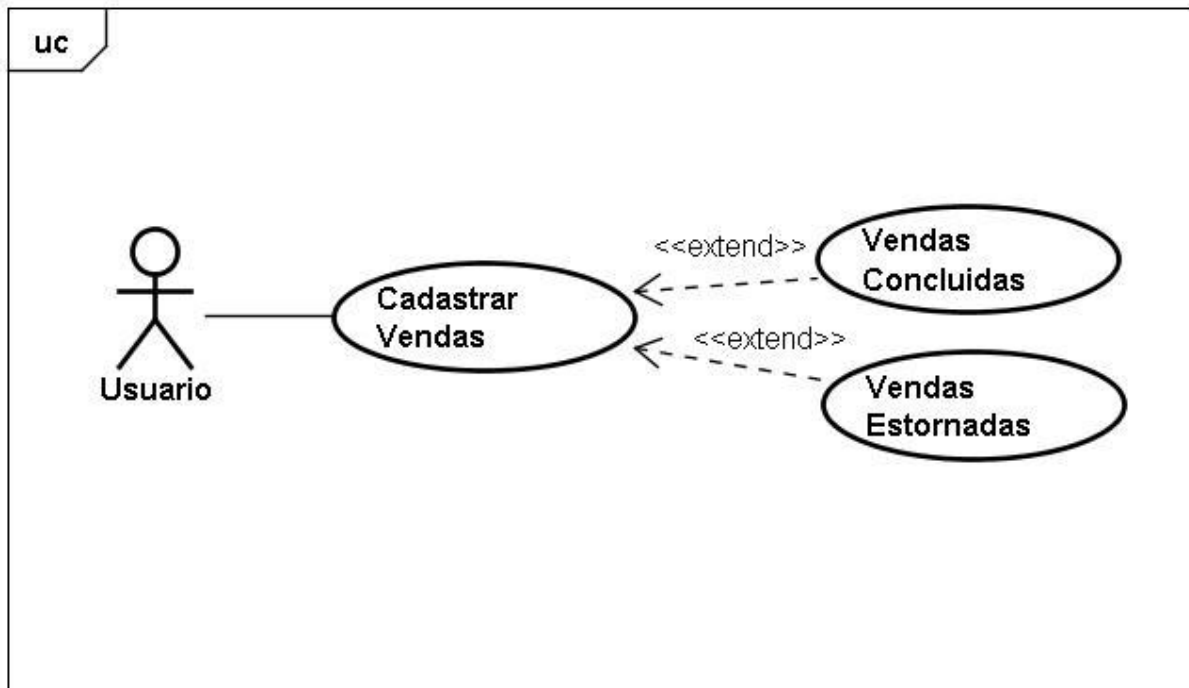 uc
Usuario
Cadastrar
Vendas
<<extend>>
Vendas
Concluidas
<<extend>>
Vendas
Estornadas